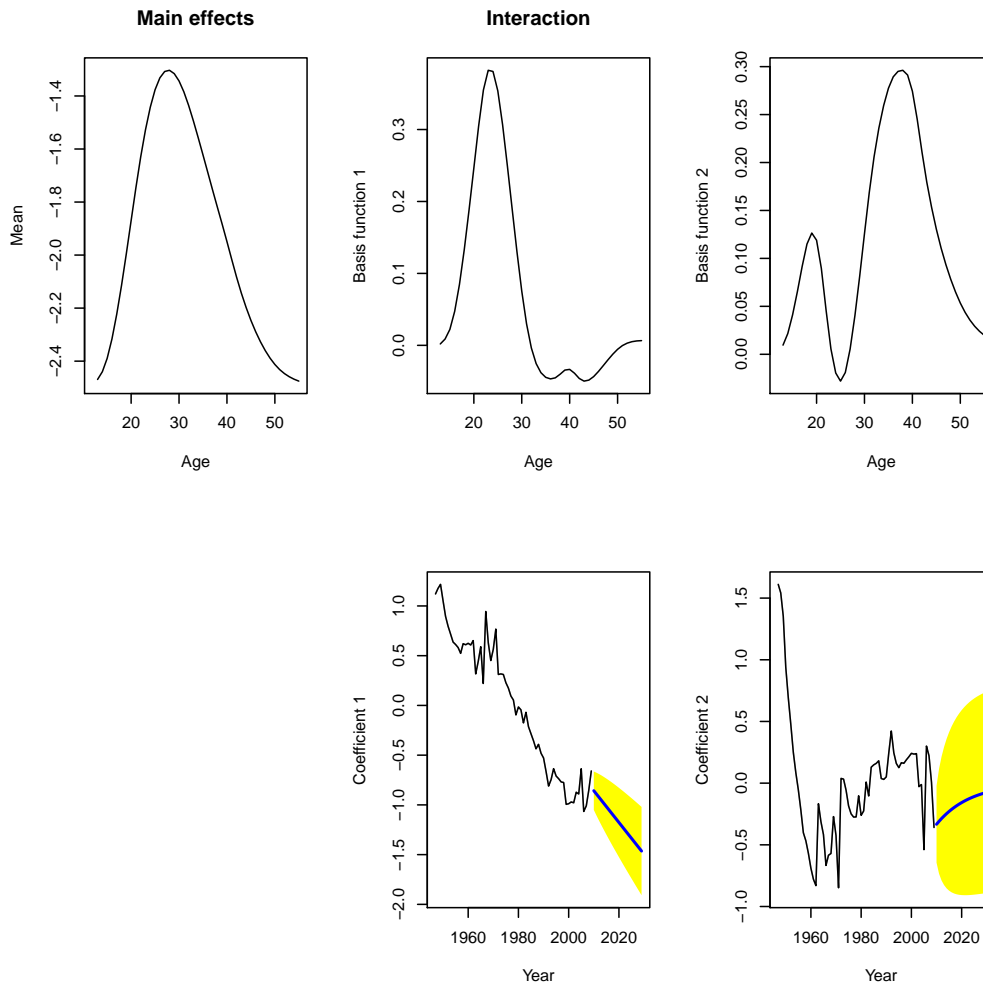 Main effects
Interaction
Mean
−2.4 −2.2 −2.0 −1.8 −1.6 −1.4
20 30 40 50
Age
Basis function 1
0.0 0.1 0.2 0.3
20 30 40 50
Age
Basis function 2
0.00 0.05 0.10 0.15 0.20 0.25 0.30
20 30 40 50
Age
Coefficient 1
−2.0 −1.5 −1.0 −0.5 0.0 0.5 1.0
1960 1980 2000 2020
Year
Coefficient 2
−1.0 −0.5 0.0 0.5 1.0 1.5
1960 1980 2000 2020
Year